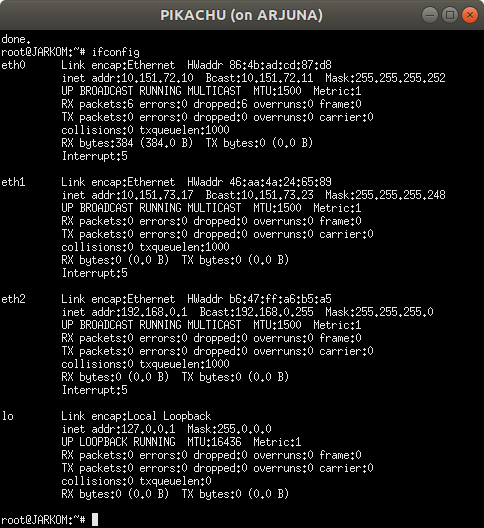 PIKACHU (on ARJUNA)
done.
root@JARKOM:~# ifconfig
eth0      Link encap:Ethernet  HWaddr 86:4b:ad:cd:87:d8
          inet addr:10.151.72.10  Bcast:10.151.72.11  Mask:255.255.255.252
          UP BROADCAST RUNNING MULTICAST  MTU:1500  Metric:1
          RX packets:6 errors:0 dropped:6 overruns:0 frame:0
          TX packets:0 errors:0 dropped:0 overruns:0 carrier:0
          collisions:0 txqueuelen:1000
          RX bytes:384 (384.0 B)  TX bytes:0 (0.0 B)
          Interrupt:5
eth1      Link encap:Ethernet  HWaddr 46:aa:4a:24:65:89
          inet addr:10.151.73.17  Bcast:10.151.73.23  Mask:255.255.255.248
          UP BROADCAST RUNNING MULTICAST  MTU:1500  Metric:1
          RX packets:0 errors:0 dropped:0 overruns:0 frame:0
          TX packets:0 errors:0 dropped:0 overruns:0 carrier:0
          collisions:0 txqueuelen:1000
          RX bytes:0 (0.0 B)  TX bytes:0 (0.0 B)
          Interrupt:5
eth2      Link encap:Ethernet  HWaddr b6:47:ff:a6:b5:a5
          inet addr:192.168.0.1  Bcast:192.168.0.255  Mask:255.255.255.0
          UP BROADCAST RUNNING MULTICAST  MTU:1500  Metric:1
          RX packets:0 errors:0 dropped:0 overruns:0 frame:0
          TX packets:0 errors:0 dropped:0 overruns:0 carrier:0
          collisions:0 txqueuelen:1000
          RX bytes:0 (0.0 B)  TX bytes:0 (0.0 B)
          Interrupt:5
lo        Link encap:Local Loopback
          inet addr:127.0.0.1  Mask:255.0.0.0
          UP LOOPBACK RUNNING  MTU:16436  Metric:1
          RX packets:0 errors:0 dropped:0 overruns:0 frame:0
          TX packets:0 errors:0 dropped:0 overruns:0 carrier:0
          collisions:0 txqueuelen:0
          RX bytes:0 (0.0 B)  TX bytes:0 (0.0 B)
root@JARKOM:~#